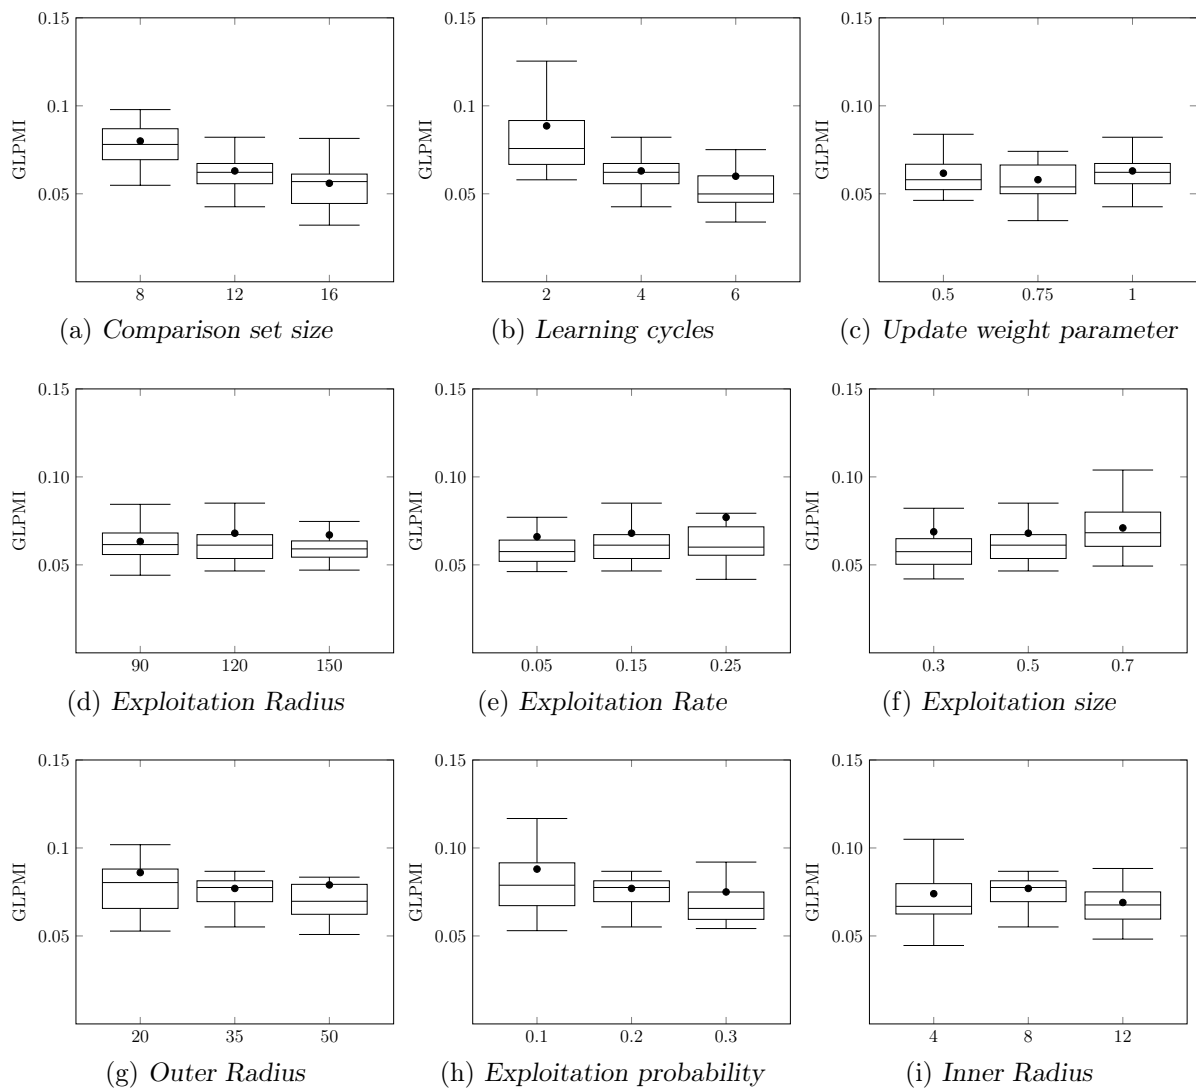 0.15
0.1
0.05
GLPMI
8 12 16
(a) Comparison set size
0.15
0.1
0.05
GLPMI
2 4 6
(b) Learning cycles
0.15
0.10
0.05
GLPMI
0.5 0.75 1
(c) Update weight parameter
0.15
0.10
0.05
GLPMI
90 120 150
(d) Exploitation Radius
0.15
0.10
0.05
GLPMI
0.05 0.15 0.25
(e) Exploitation Rate
0.15
0.10
0.05
GLPMI
0.3 0.5 0.7
(f) Exploitation size
0.15
0.1
0.05
GLPMI
20 35 50
(g) Outer Radius
0.15
0.1
0.05
GLPMI
0.1 0.2 0.3
(h) Exploitation probability
0.15
0.1
0.05
GLPMI
4 8 12
(i) Inner Radius